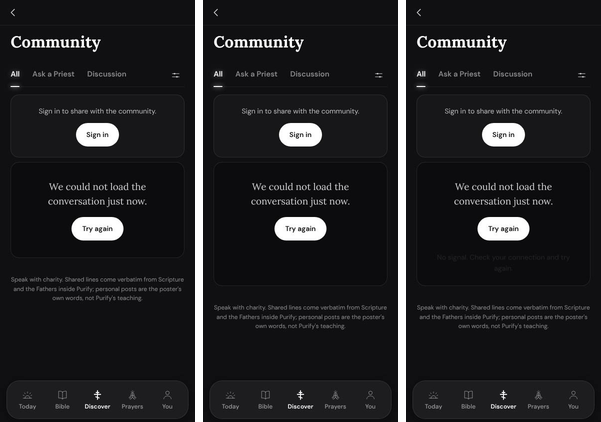 Community
All Ask a Priest Discussion
Sign in to share with the community.
Sign in
We could not load the
conversation just now.
Try again
Speak with charity. Shared lines come verbatim from Scripture
and the Fathers inside Purify; personal posts are the poster's
own words, not Purify's teaching.
Today Bible Discover Prayers You
Community
All Ask a Priest Discussion
Sign in to share with the community.
Sign in
We could not load the
conversation just now.
Try again
Speak with charity. Shared lines come verbatim from Scripture
and the Fathers inside Purify; personal posts are the poster's
own words, not Purify's teaching.
Today Bible Discover Prayers You
Community
All Ask a Priest Discussion
Sign in to share with the community.
Sign in
We could not load the
conversation just now.
Try again
No signal. Check your connection and try
again.
Speak with charity. Shared lines come verbatim from Scripture
and the Fathers inside Purify; personal posts are the poster's
own words, not Purify's teaching.
Today Bible Discover Prayers You